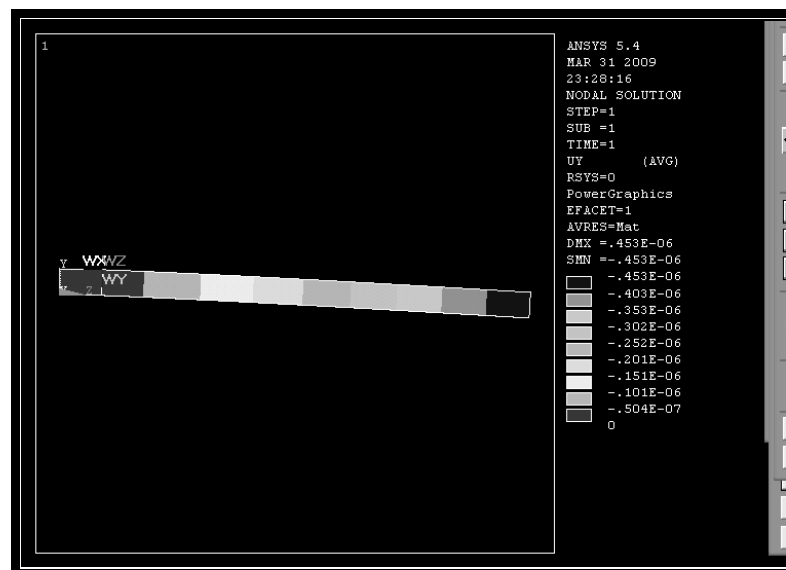 1
ANSYS 5.4
MAR 31 2009
23:28:16
NODAL SOLUTION
STEP=1
SUB =1
TIME=1
UY (AVG)
RSYS=0
PowerGraphics
EFACET=1
AVRES=Mat
DMX =.453E-06
SMN =-.453E-06
-.453E-06
-.403E-06
-.353E-06
-.302E-06
-.252E-06
-.201E-06
-.151E-06
-.101E-06
-.504E-07
0
Y WX WZ
WY
Z